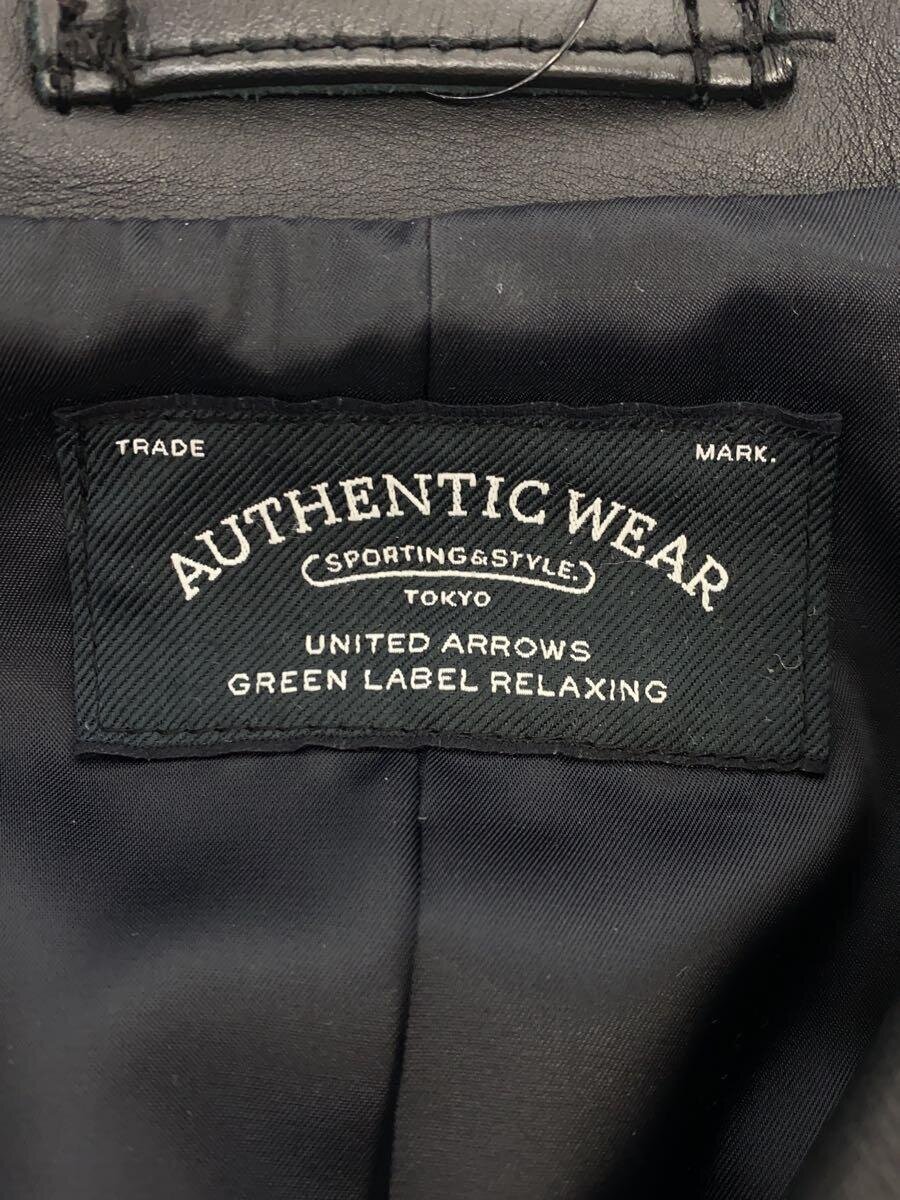 TRADE MARK.
AUTHENTIC WEAR
SPORTING&STYLE.
TOKYO
UNITED ARROWS
GREEN LABEL RELAXING